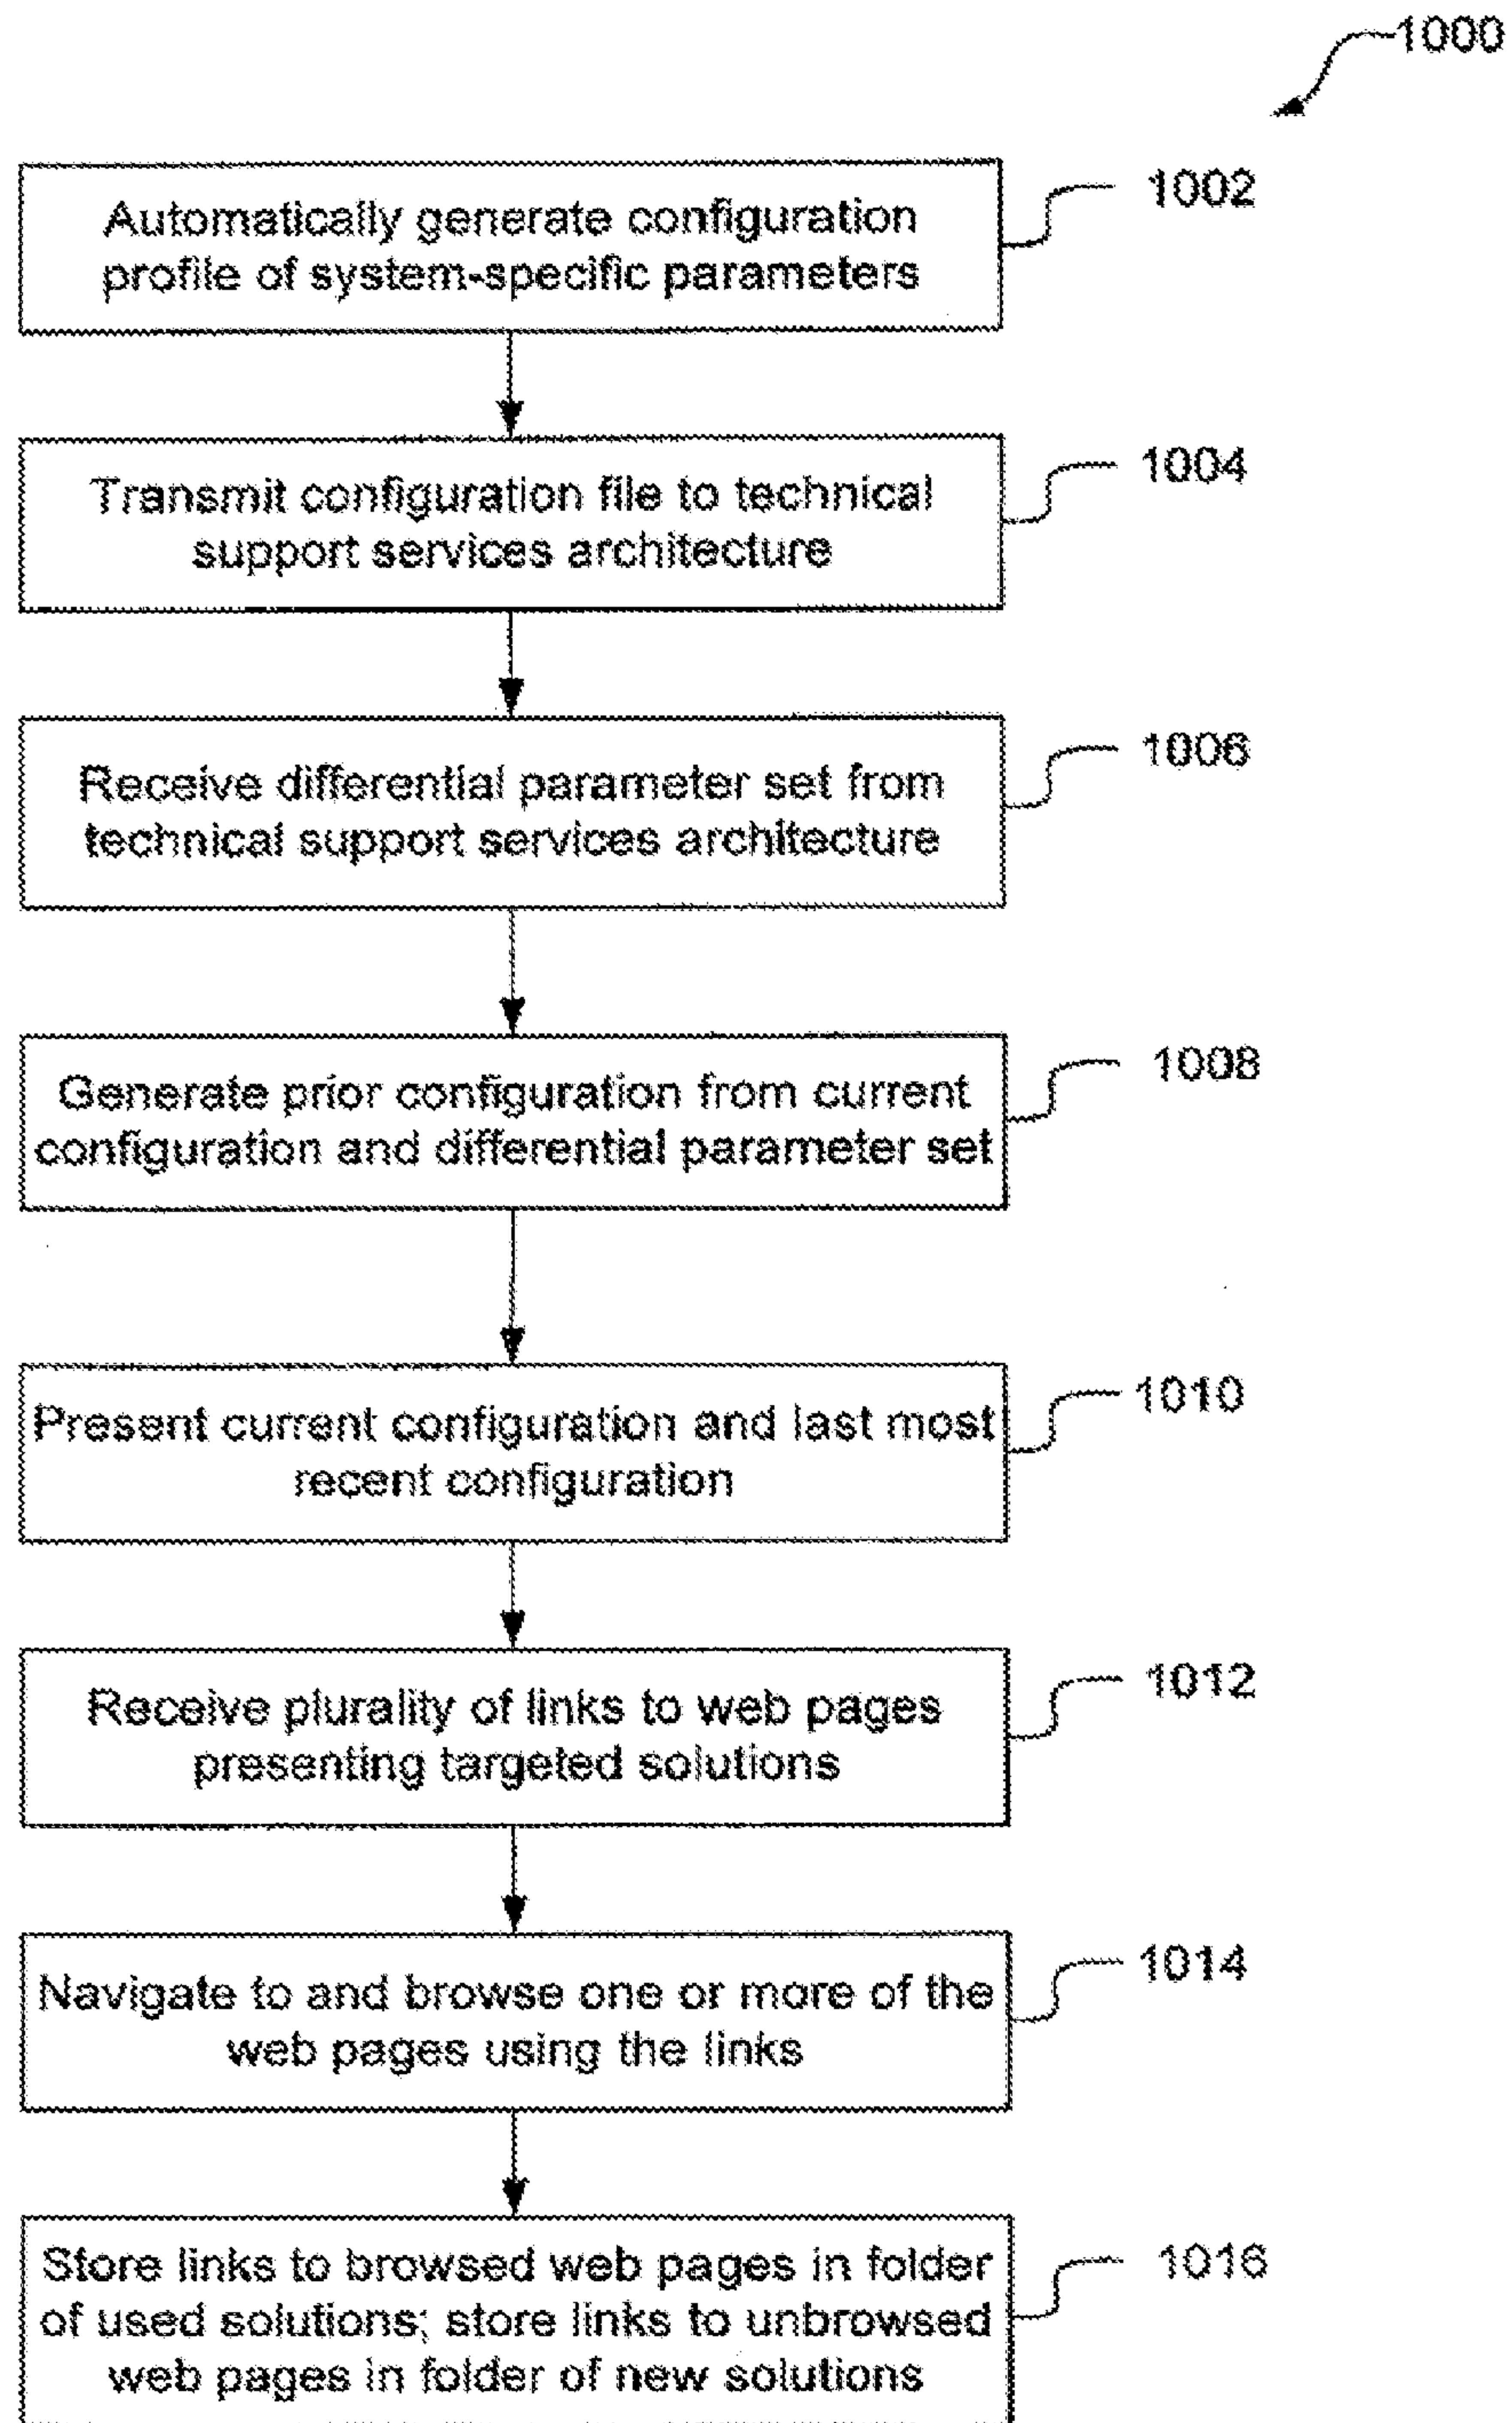 1000
Automatically generate configuration
profile of system-specific parameters
1002
Transmit configuration file to technical
support services architecture
1004
Receive differential parameter set from
technical support services architecture
1006
Generate prior configuration from current
configuration and differential parameter set
1008
Present current configuration and last most
recent configuration
1010
Receive plurality of links to web pages
presenting targeted solutions
1012
Navigate to and browse one or more of the
web pages using the links
1014
Store links to browsed web pages in folder
of used solutions; store links to unbrowsed
web pages in folder of new solutions
1016